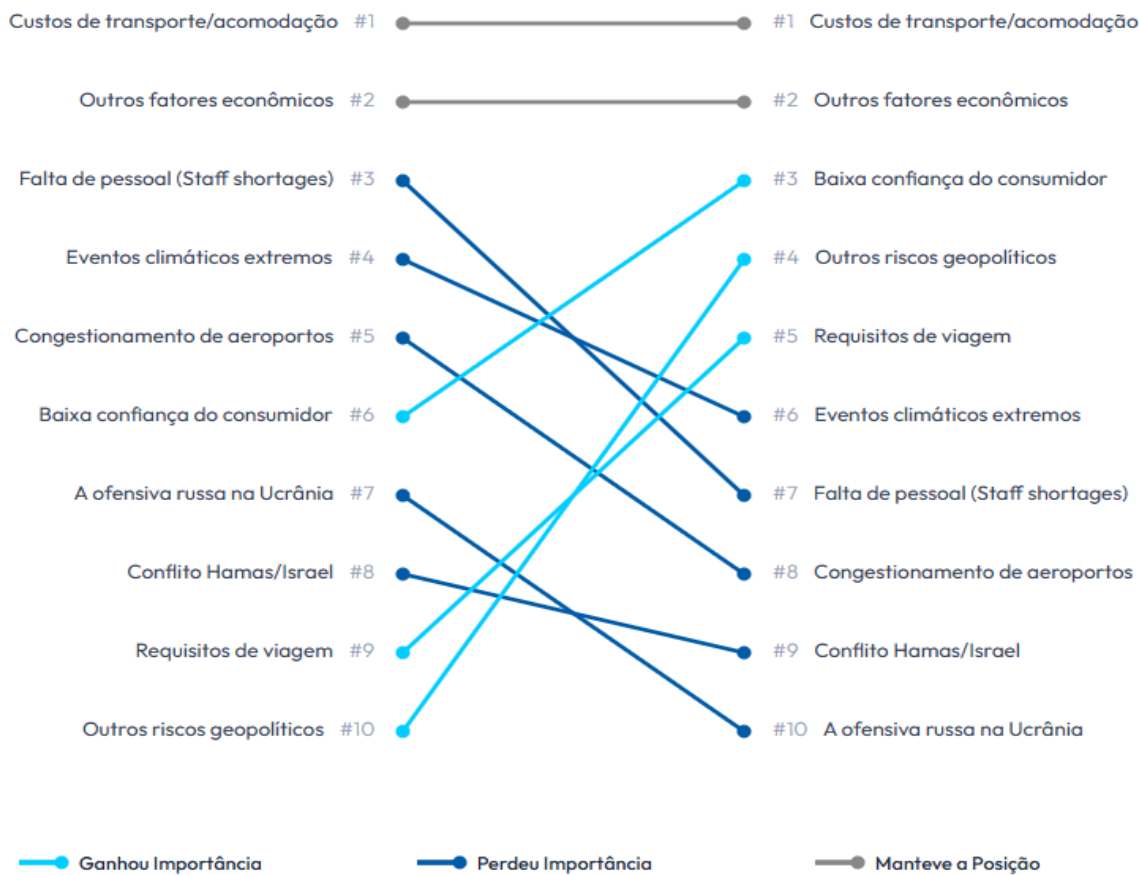 Custos de transporte/acomodação #1 #1 Custos de transporte/acomodação
Outros fatores econômicos #2 #2 Outros fatores econômicos
Falta de pessoal (Staff shortages) #3 #3 Baixa confiança do consumidor
Eventos climáticos extremos #4 #4 Outros riscos geopolíticos
Congestionamento de aeroportos #5 #5 Requisitos de viagem
Baixa confiança do consumidor #6 #6 Eventos climáticos extremos
A ofensiva russa na Ucrânia #7 #7 Falta de pessoal (Staff shortages)
Conflito Hamas/Israel #8 #8 Congestionamento de aeroportos
Requisitos de viagem #9 #9 Conflito Hamas/Israel
Outros riscos geopolíticos #10 #10 A ofensiva russa na Ucrânia
Ganhou Importância Perdeu Importância Manteve a Posição